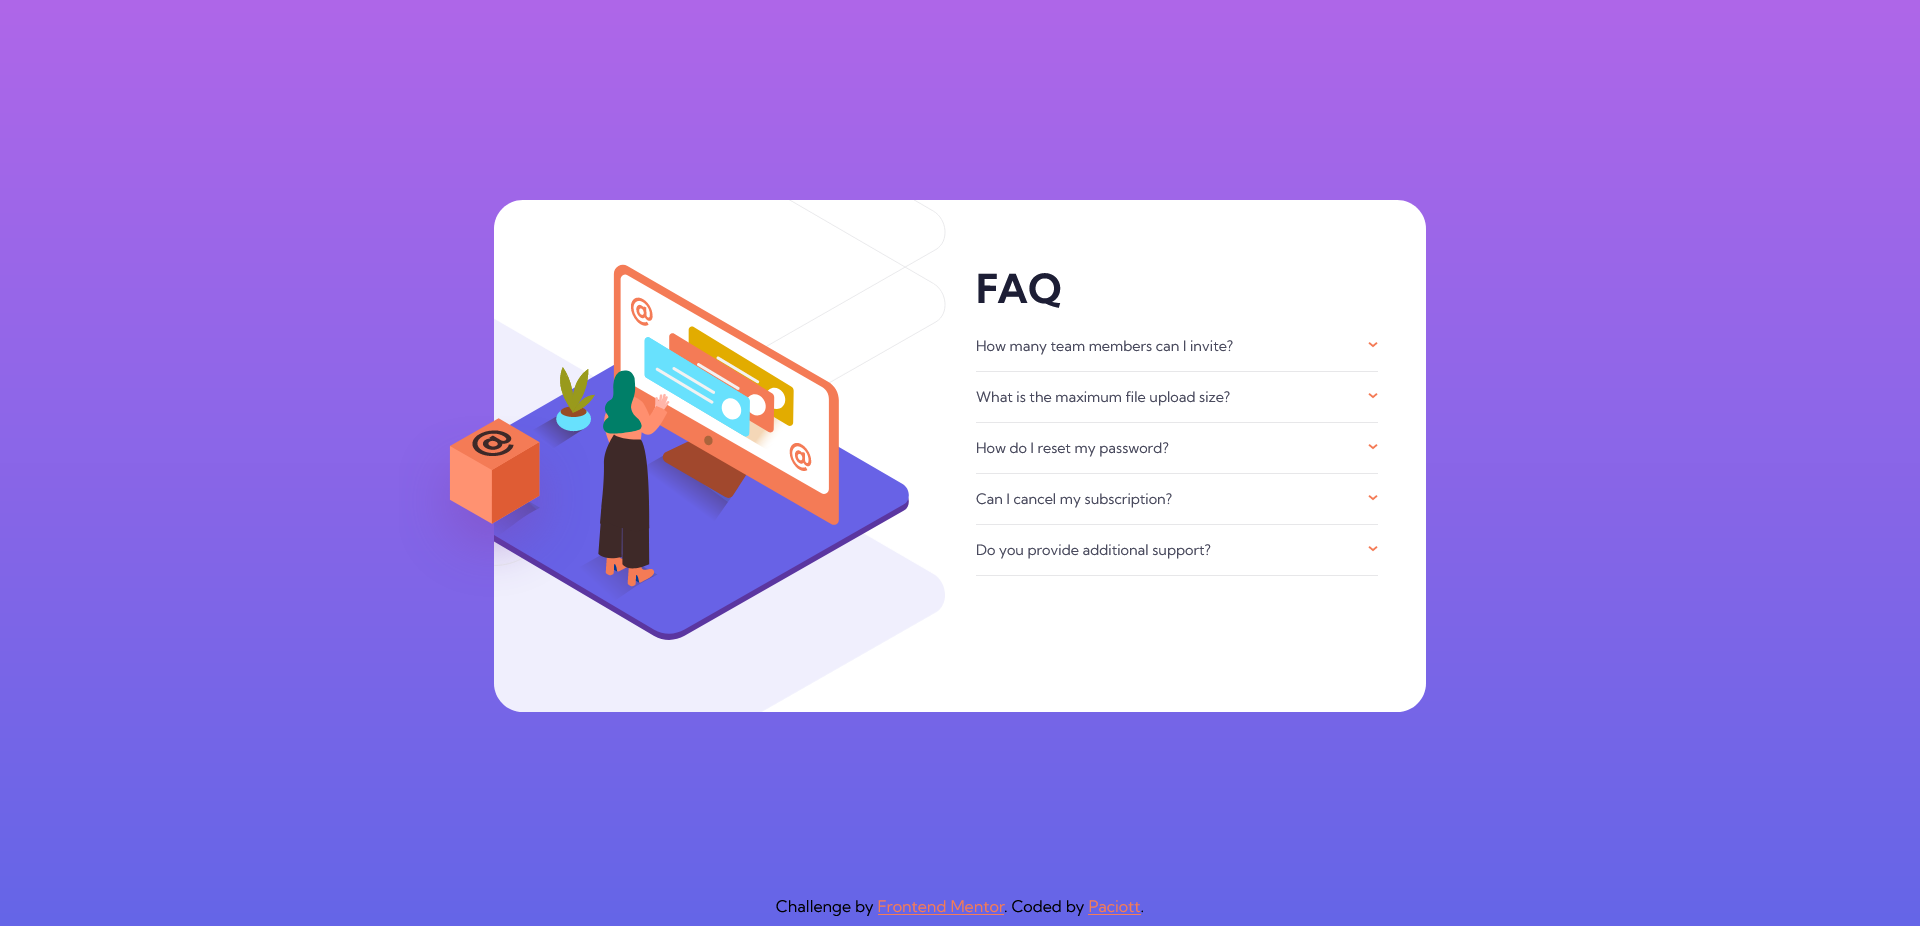 FAQ
How many team members can I invite?
What is the maximum file upload size?
How do I reset my password?
Can I cancel my subscription?
Do you provide additional support?
@
@
@
Challenge by Frontend Mentor. Coded by Paciott.